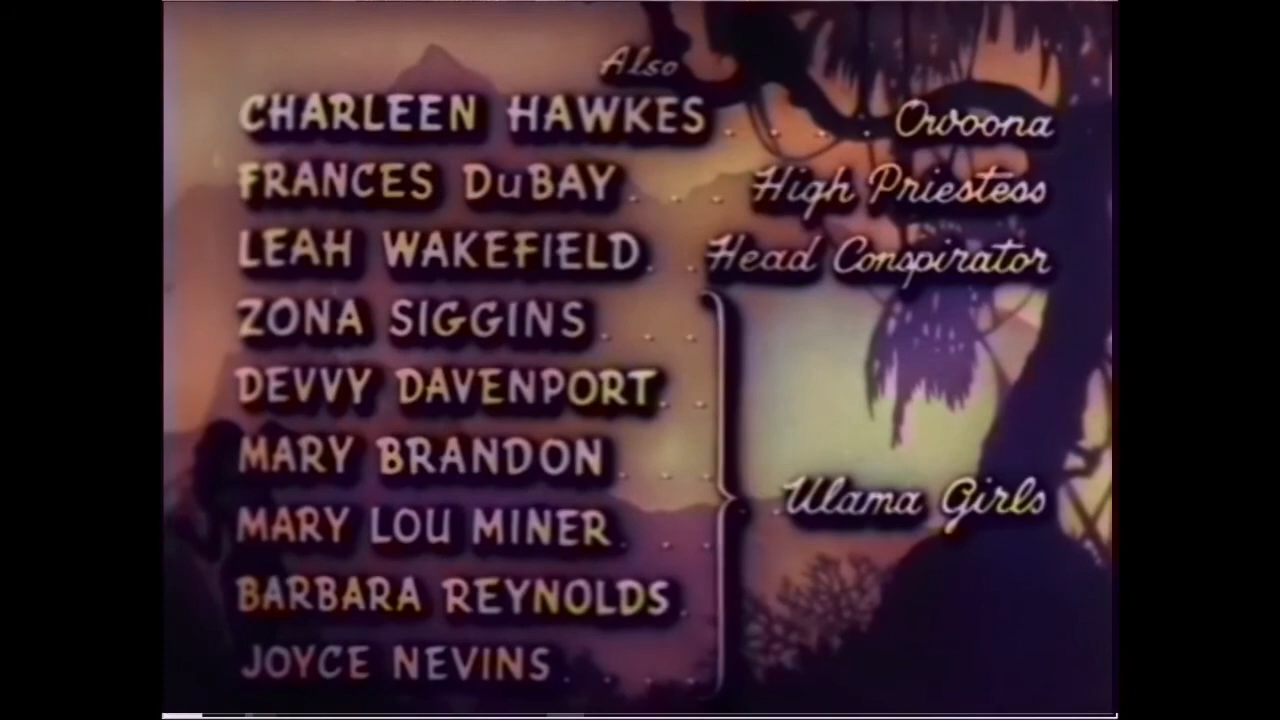 Also
CHARLEEN HAWKES . . . . . Owoona
FRANCES DuBAY . . . High Priestess
LEAH WAKEFIELD . . Head Conspirator
ZONA SIGGINS . . .
DEVVY DAVENPORT . .
MARY BRANDON . . .
MARY LOU MINER . . .
. . Ulama Girls
BARBARA REYNOLDS .
JOYCE NEVINS . . . .